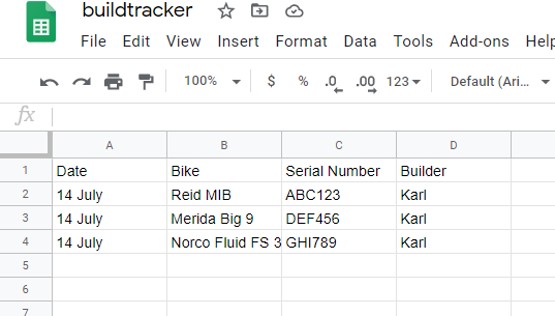 buildtracker
File Edit View Insert Format Data Tools Add-ons Help
100% $ % .0 .00 123 Default (Ari...
fx
A B C D
1 Date Bike Serial Number Builder
2 14 July Reid MIB ABC123 Karl
3 14 July Merida Big 9 DEF456 Karl
4 14 July Norco Fluid FS 3 GHI789 Karl
5
6
7